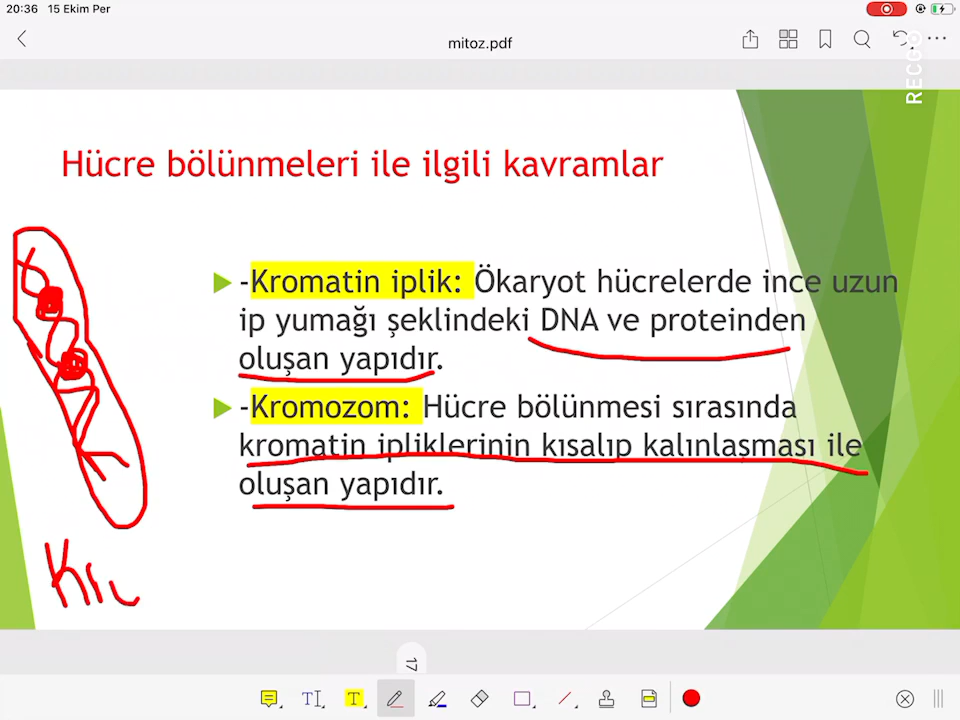 20:36 15 Ekim Per
mitoz.pdf
RECGO
Hücre bölünmeleri ile ilgili kavramlar
-Kromatin iplik: Ökaryot hücrelerde ince uzun
ip yumağı şeklindeki DNA ve proteinden
oluşan yapıdır.
-Kromozom: Hücre bölünmesi sırasında
kromatin ipliklerinin kısalıp kalınlaşması ile
oluşan yapıdır.
17